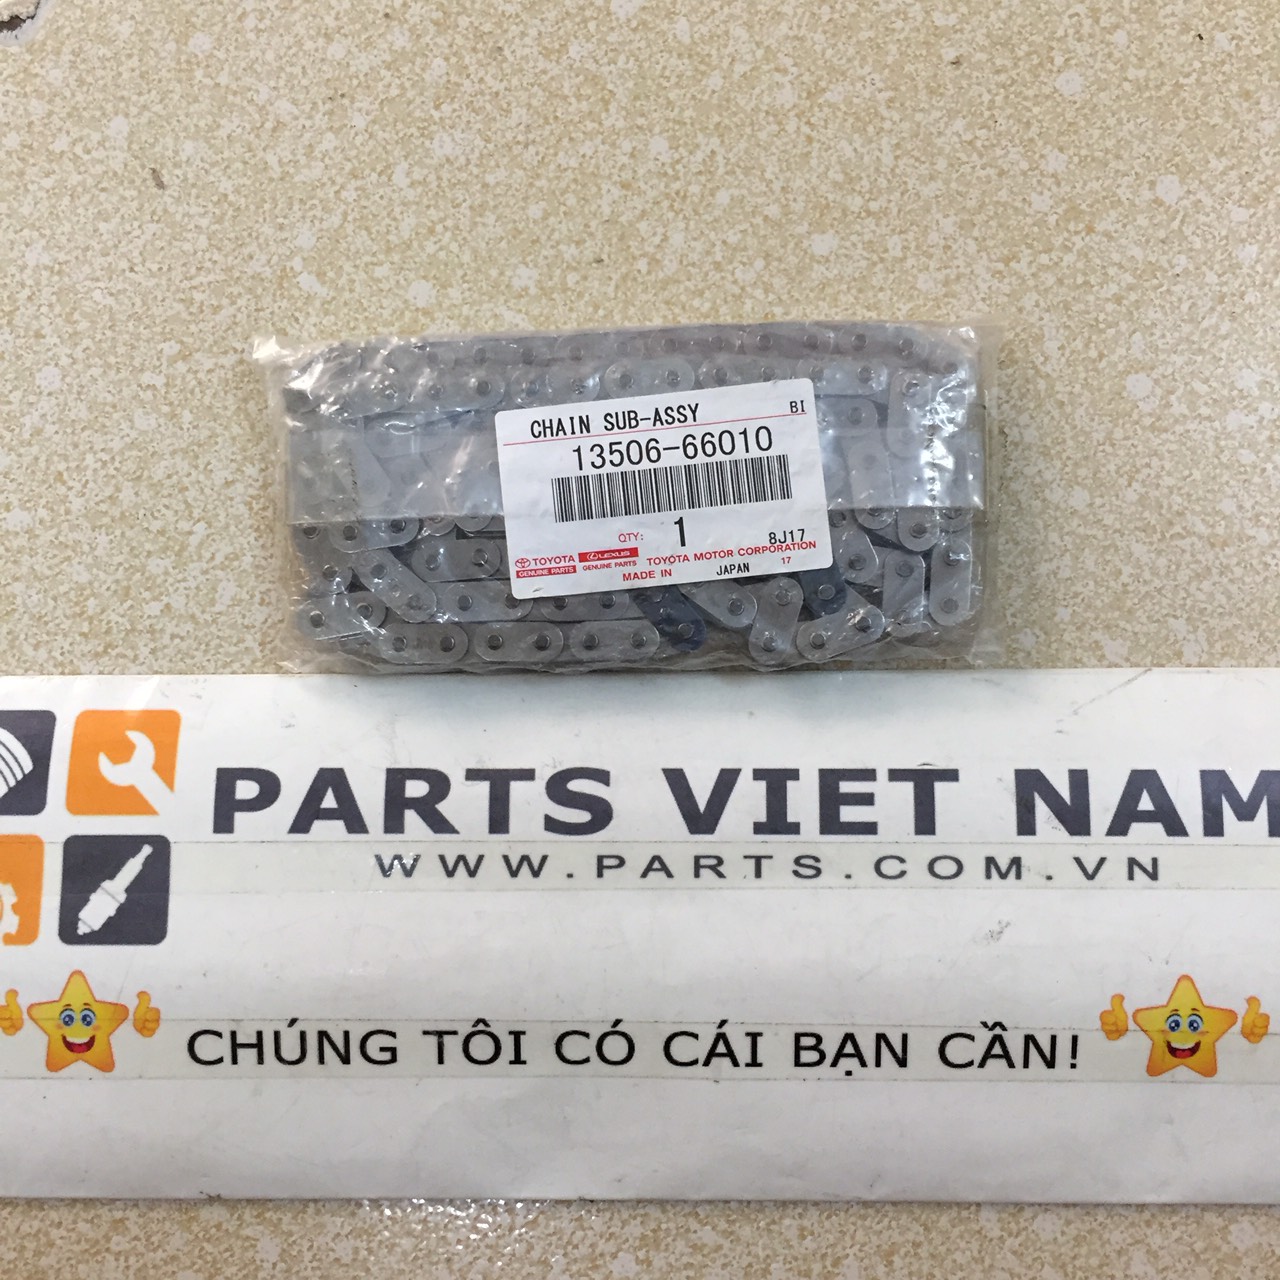 CHAIN SUB-ASSY BI
13506-66010
QTY: 1 8J17
TOYOTA LEXUS TOYOTA MOTOR CORPORATION
GENUINE PARTS GENUINE PARTS 17
MADE IN JAPAN
PARTS VIET NAM
WWW.PARTS.COM.VN
CHÚNG TÔI CÓ CÁI BẠN CẦN!